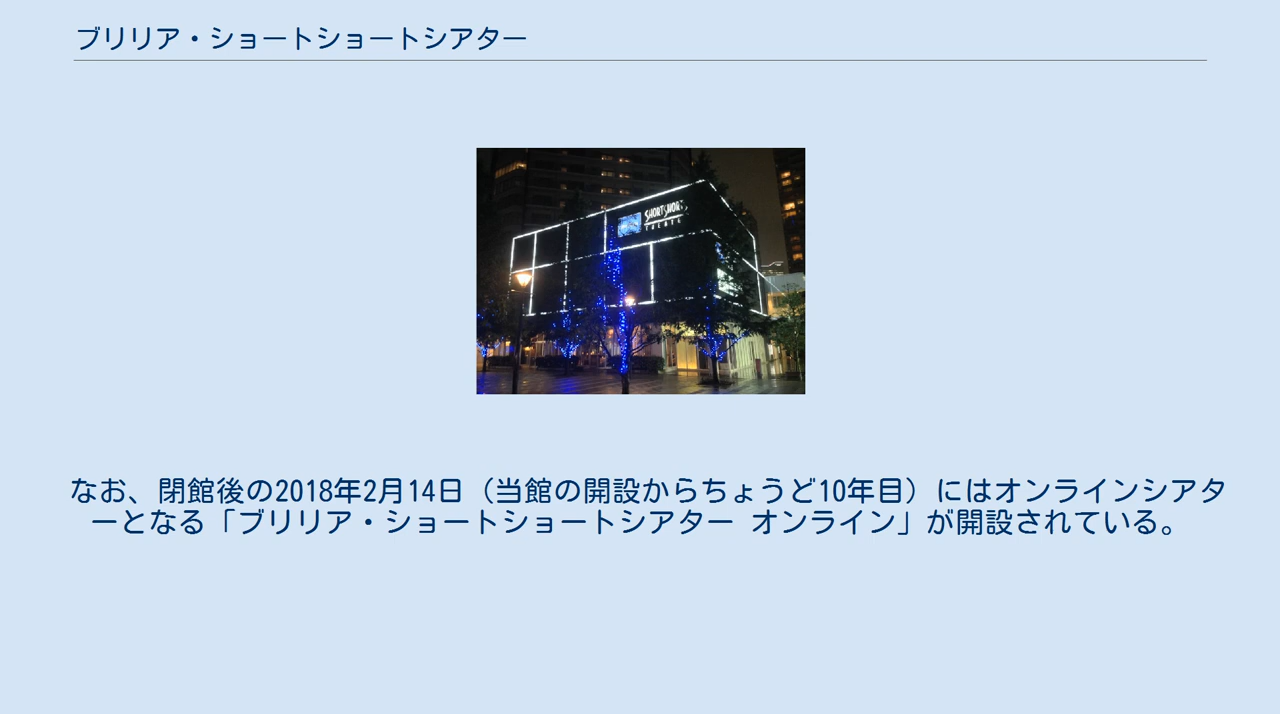 ブリリア・ショートショートシアター
SHORTSHORTS
THEATER
なお、閉館後の2018年2月14日（当館の開設からちょうど10年目）にはオンラインシアタ
ーとなる「ブリリア・ショートショートシアター オンライン」が開設されている。